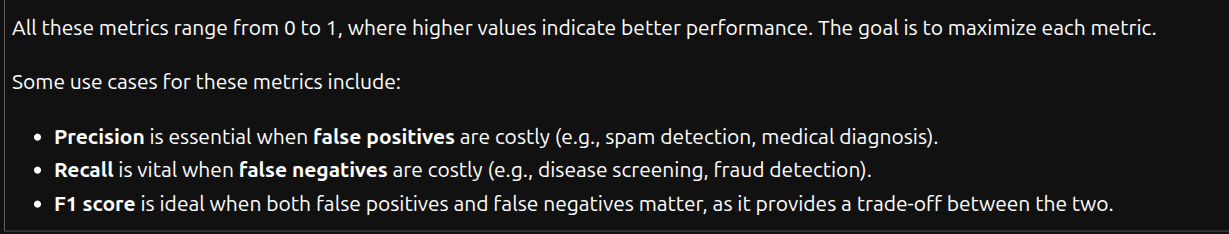 All these metrics range from 0 to 1, where higher values indicate better performance. The goal is to maximize each metric.
Some use cases for these metrics include:
• Precision is essential when false positives are costly (e.g., spam detection, medical diagnosis).
• Recall is vital when false negatives are costly (e.g., disease screening, fraud detection).
• F1 score is ideal when both false positives and false negatives matter, as it provides a trade-off between the two.